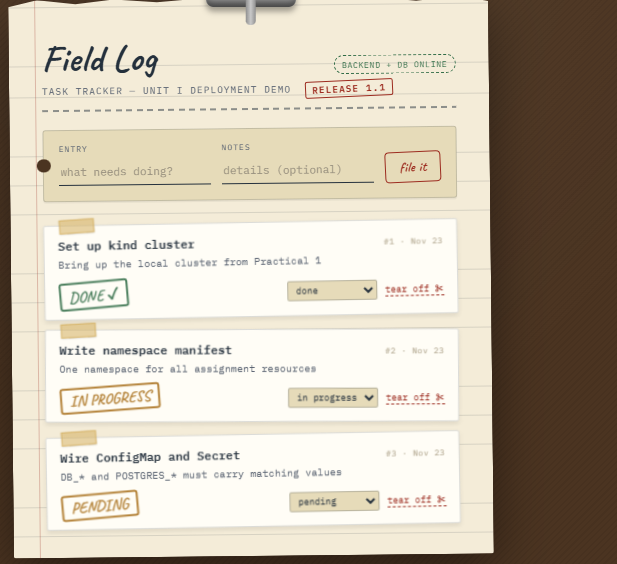 Field Log
BACKEND + DB ONLINE
TASK TRACKER — UNIT I DEPLOYMENT DEMO
RELEASE 1.1
ENTRY
NOTES
what needs doing?
details (optional)
file it
Set up kind cluster
#1 · Nov 23
Bring up the local cluster from Practical 1
DONE ✓
done
tear off ✂
Write namespace manifest
#2 · Nov 23
One namespace for all assignment resources
IN PROGRESS
in progress
tear off ✂
Wire ConfigMap and Secret
#3 · Nov 23
DB_* and POSTGRES_* must carry matching values
PENDING
pending
tear off ✂